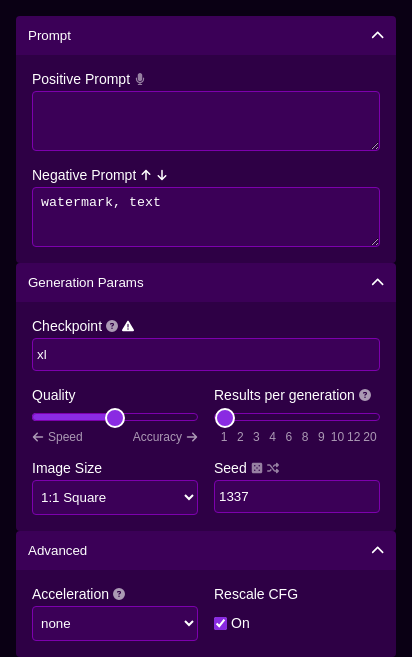 Prompt
Positive Prompt
Negative Prompt
watermark, text
Generation Params
Checkpoint
xl
Quality
Results per generation
Speed
Accuracy
1 2 3 4 6 8 9 10 12 20
Image Size
Seed
1:1 Square
1337
Advanced
Acceleration
Rescale CFG
none
On